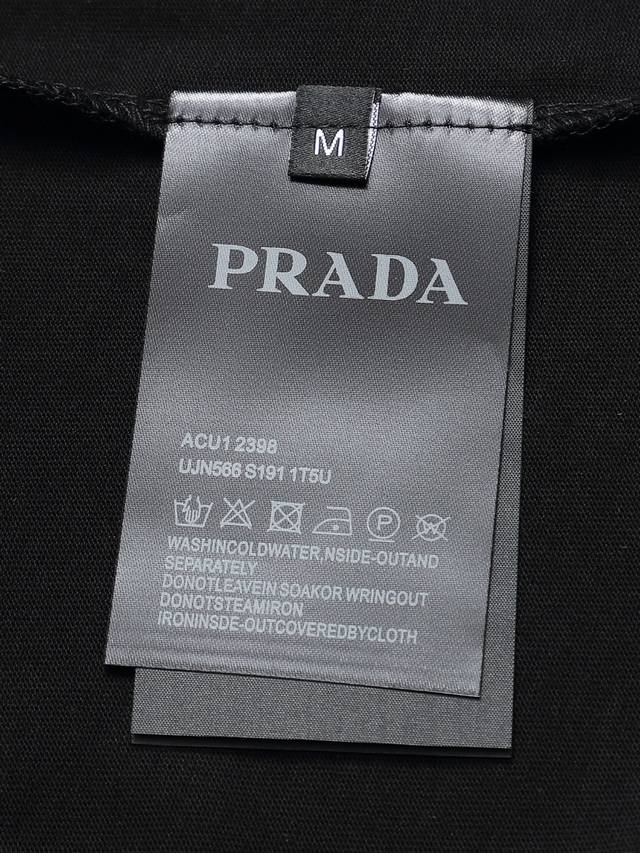 M
PRADA
ACU1 2398
UJN566 S191 1T5U
P W
WASHINCOLDWATER,NSIDE-OUTAND
SEPARATELY
DONOTLEAVEIN SOAKOR WRINGOUT
DONOTSTEAMIRON
IRONINSDE-OUTCOVEREDBYCLOTH